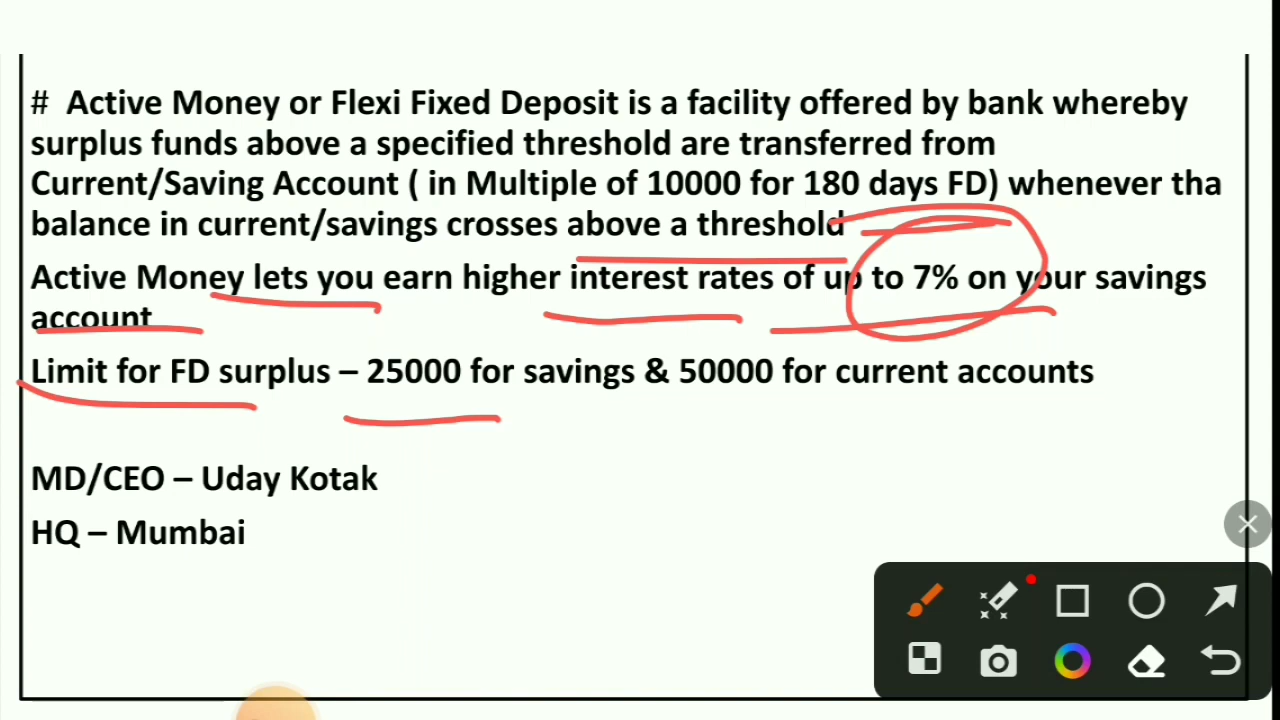 # Active Money or Flexi Fixed Deposit is a facility offered by bank whereby
surplus funds above a specified threshold are transferred from
Current/Saving Account ( in Multiple of 10000 for 180 days FD) whenever tha
balance in current/savings crosses above a threshold
Active Money lets you earn higher interest rates of up to 7% on your savings
account
Limit for FD surplus – 25000 for savings & 50000 for current accounts
MD/CEO – Uday Kotak
HQ – Mumbai